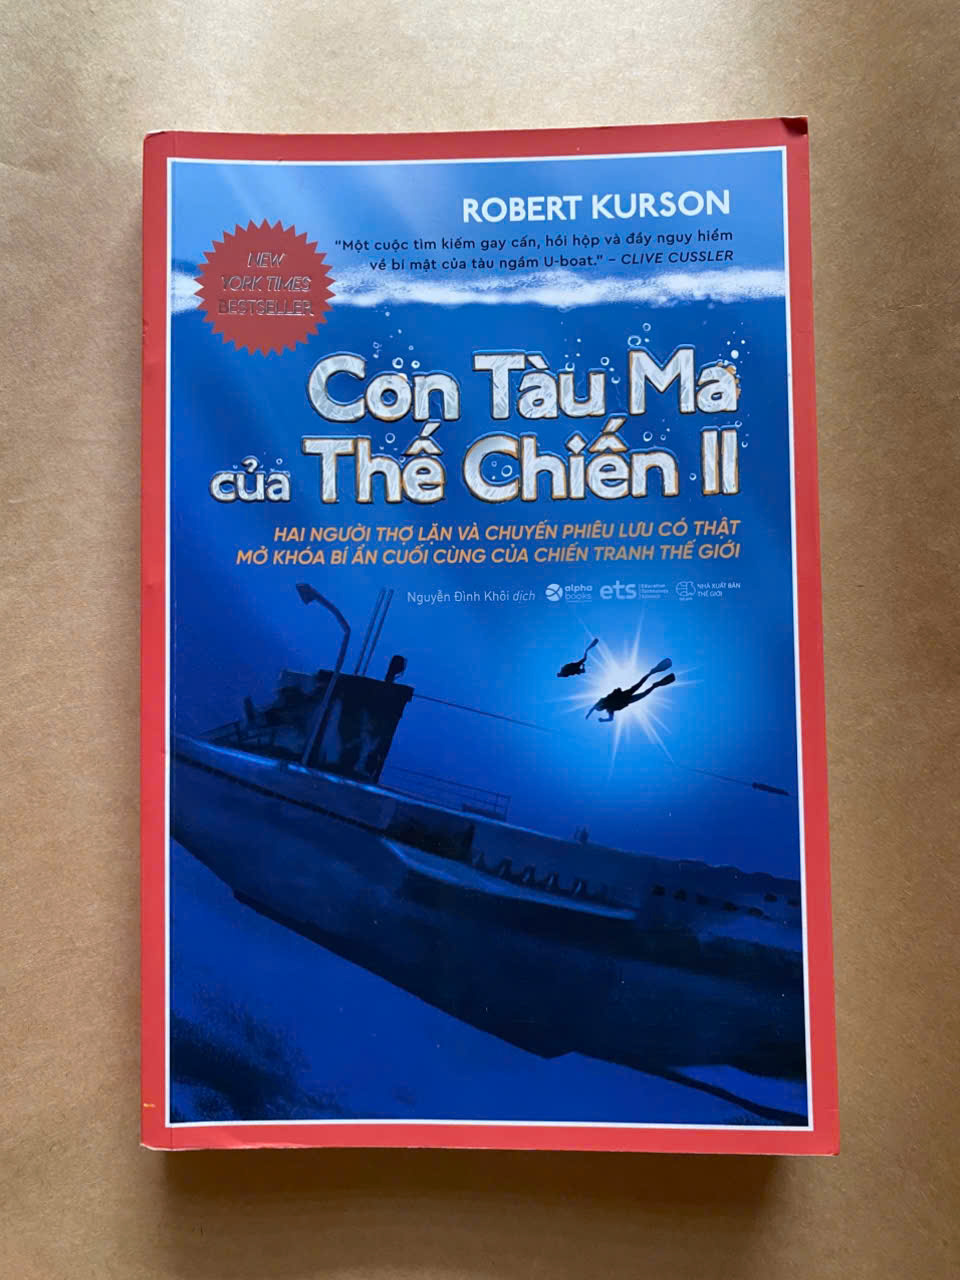 ROBERT KURSON
"Một cuộc tìm kiếm gay cấn, hồi hộp và đầy nguy hiểm
về bí mật của tàu ngầm U-boat." – CLIVE CUSSLER
NEW
YORK TIMES
BESTSELLER
Con Tàu Ma
của Thế Chiến II
HAI NGƯỜI THỢ LẶN VÀ CHUYẾN PHIÊU LƯU CÓ THẬT
MỞ KHÓA BÍ ẨN CUỐI CÙNG CỦA CHIẾN TRANH THẾ GIỚI
Nguyễn Đình Khôi dịch
alpha
books
ets
NHÀ XUẤT BẢN
THẾ GIỚI